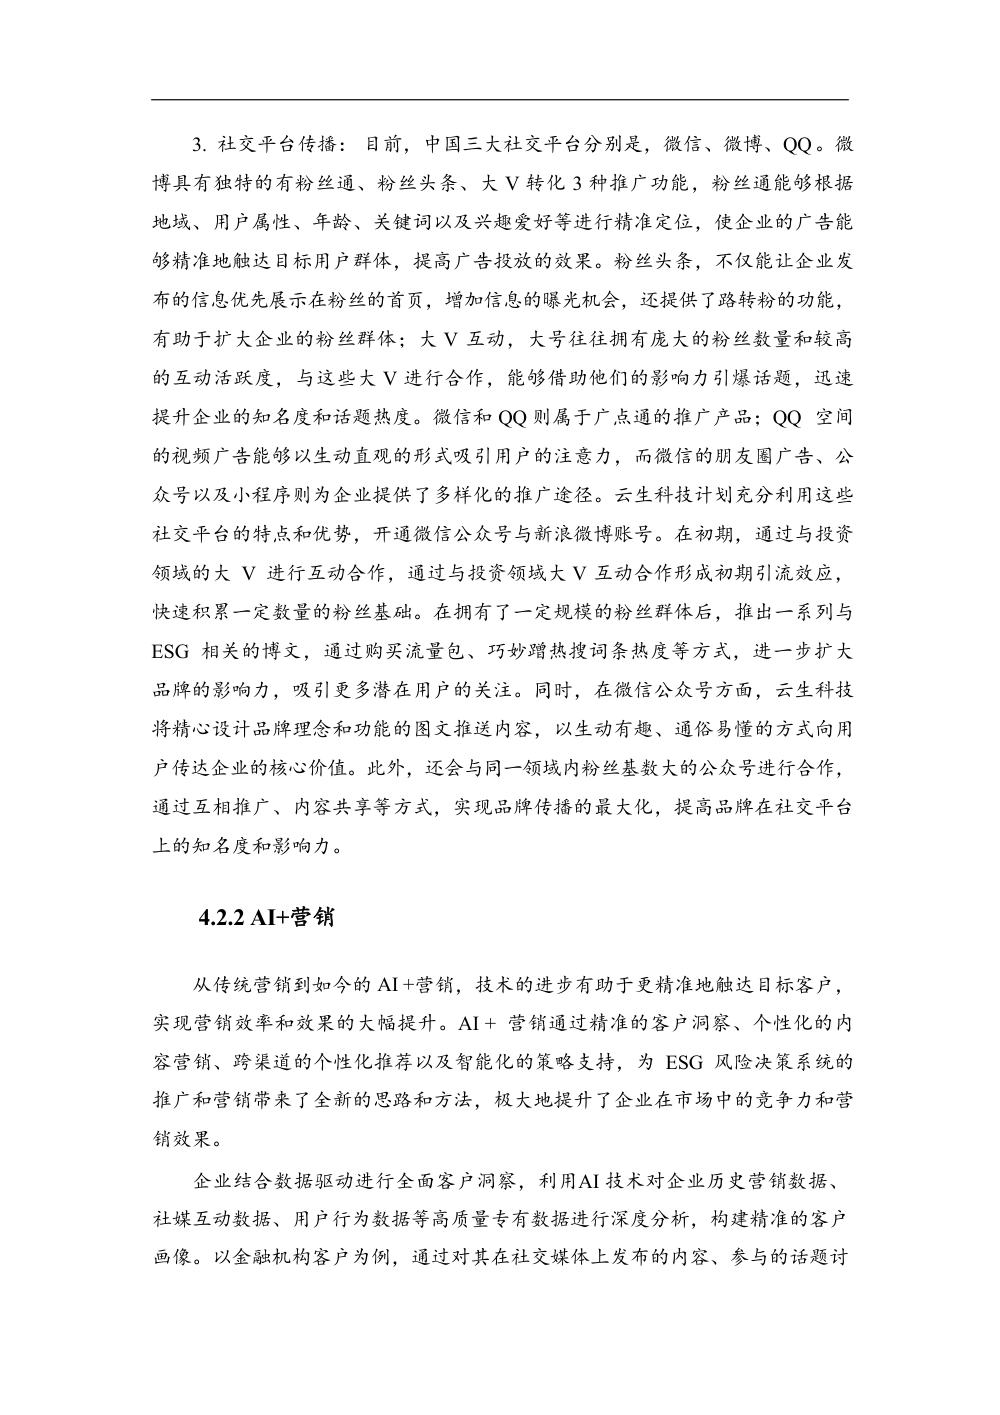 3. 社交平台传播： 目前，中国三大社交平台分别是，微信、微博、QQ。微
博具有独特的有粉丝通、粉丝头条、大 V 转化 3 种推广功能，粉丝通能够根据
地域、用户属性、年龄、关键词以及兴趣爱好等进行精准定位，使企业的广告能
够精准地触达目标用户群体，提高广告投放的效果。粉丝头条，不仅能让企业发
布的信息优先展示在粉丝的首页，增加信息的曝光机会，还提供了路转粉的功能，
有助于扩大企业的粉丝群体；大 V 互动，大号往往拥有庞大的粉丝数量和较高
的互动活跃度，与这些大 V 进行合作，能够借助他们的影响力引爆话题，迅速
提升企业的知名度和话题热度。微信和 QQ 则属于广点通的推广产品；QQ 空间
的视频广告能够以生动直观的形式吸引用户的注意力，而微信的朋友圈广告、公
众号以及小程序则为企业提供了多样化的推广途径。云生科技计划充分利用这些
社交平台的特点和优势，开通微信公众号与新浪微博账号。在初期，通过与投资
领域的大 V 进行互动合作，通过与投资领域大 V 互动合作形成初期引流效应，
快速积累一定数量的粉丝基础。在拥有了一定规模的粉丝群体后，推出一系列与
ESG 相关的博文，通过购买流量包、巧妙蹭热搜词条热度等方式，进一步扩大
品牌的影响力，吸引更多潜在用户的关注。同时，在微信公众号方面，云生科技
将精心设计品牌理念和功能的图文推送内容，以生动有趣、通俗易懂的方式向用
户传达企业的核心价值。此外，还会与同一领域内粉丝基数大的公众号进行合作，
通过互相推广、内容共享等方式，实现品牌传播的最大化，提高品牌在社交平台
上的知名度和影响力。
4.2.2 AI+营销
从传统营销到如今的 AI +营销，技术的进步有助于更精准地触达目标客户，
实现营销效率和效果的大幅提升。AI + 营销通过精准的客户洞察、个性化的内
容营销、跨渠道的个性化推荐以及智能化的策略支持，为 ESG 风险决策系统的
推广和营销带来了全新的思路和方法，极大地提升了企业在市场中的竞争力和营
销效果。
企业结合数据驱动进行全面客户洞察，利用AI 技术对企业历史营销数据、
社媒互动数据、用户行为数据等高质量专有数据进行深度分析，构建精准的客户
画像。以金融机构客户为例，通过对其在社交媒体上发布的内容、参与的话题讨